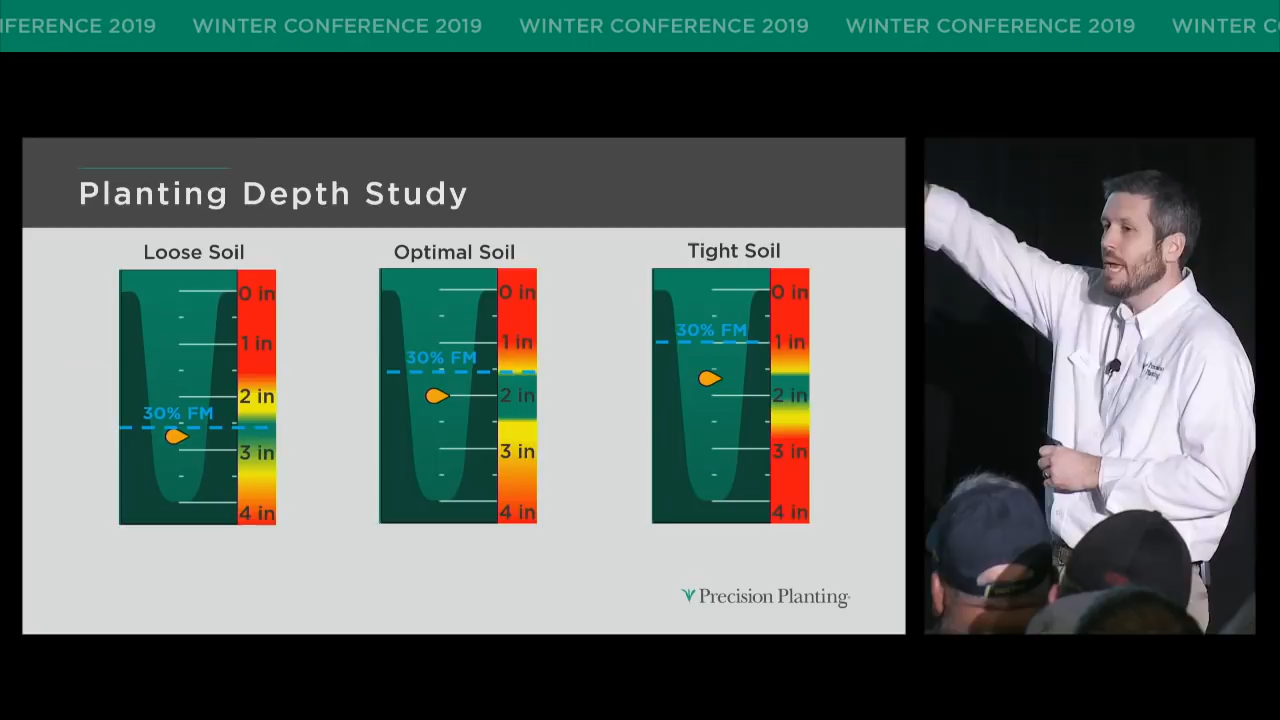 FERENCE 2019 WINTER CONFERENCE 2019 WINTER CONFERENCE 2019 WINTER CONFERENCE 2019 WINTER C
Planting Depth Study
Loose Soil
0 in
1 in
2 in
30% FM
3 in
4 in
Optimal Soil
0 in
1 in
30% FM
2 in
3 in
4 in
Tight Soil
0 in
30% FM
1 in
2 in
3 in
4 in
Precision Planting
Precision
Planting